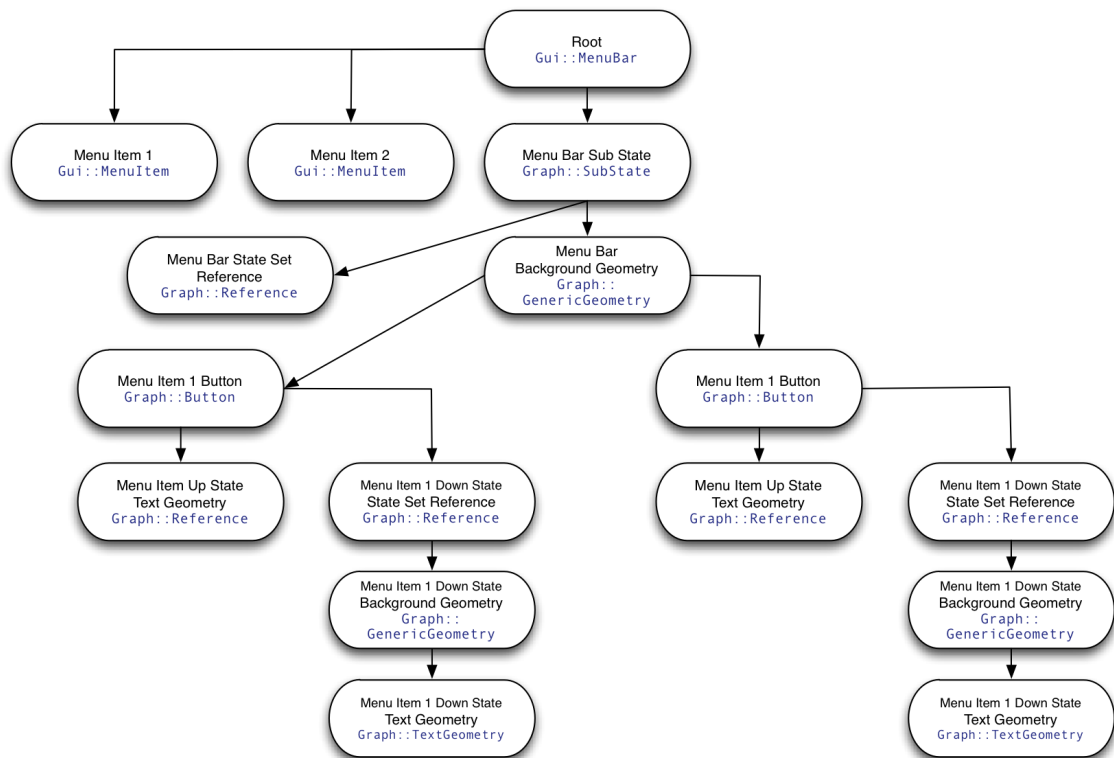 Root
Gui::MenuBar
Menu Item 1
Gui::MenuItem
Menu Item 2
Gui::MenuItem
Menu Bar Sub State
Graph::SubState
Menu Bar State Set
Reference
Graph::Reference
Menu Bar
Background Geometry
Graph::
GenericGeometry
Menu Item 1 Button
Graph::Button
Menu Item 1 Button
Graph::Button
Menu Item Up State
Text Geometry
Graph::Reference
Menu Item 1 Down State
State Set Reference
Graph::Reference
Menu Item Up State
Text Geometry
Graph::Reference
Menu Item 1 Down State
State Set Reference
Graph::Reference
Menu Item 1 Down State
Background Geometry
Graph::
GenericGeometry
Menu Item 1 Down State
Background Geometry
Graph::
GenericGeometry
Menu Item 1 Down State
Text Geometry
Graph::TextGeometry
Menu Item 1 Down State
Text Geometry
Graph::TextGeometry